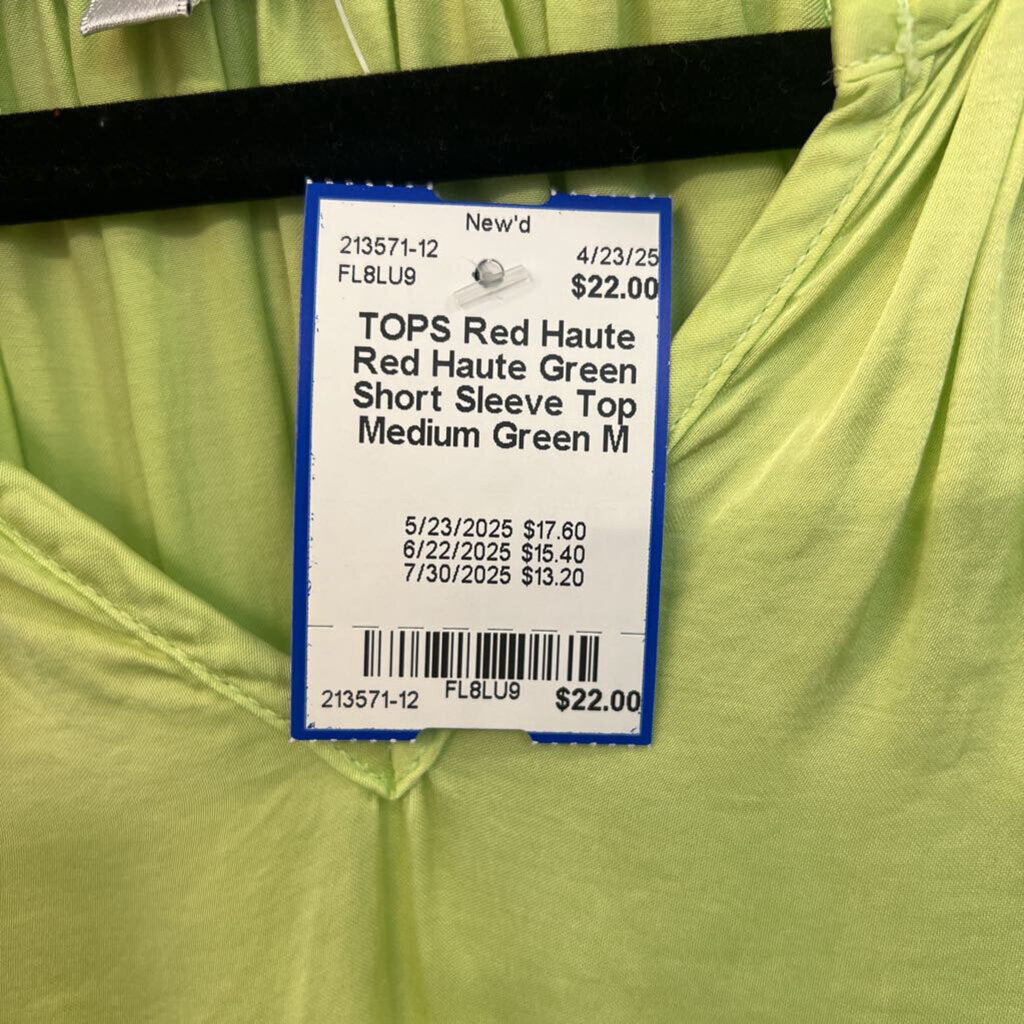 New'd
213571-12 4/23/25
FL8LU9 $22.00
TOPS Red Haute
Red Haute Green
Short Sleeve Top
Medium Green M
5/23/2025 $17.60
6/22/2025 $15.40
7/30/2025 $13.20
213571-12 FL8LU9 $22.00